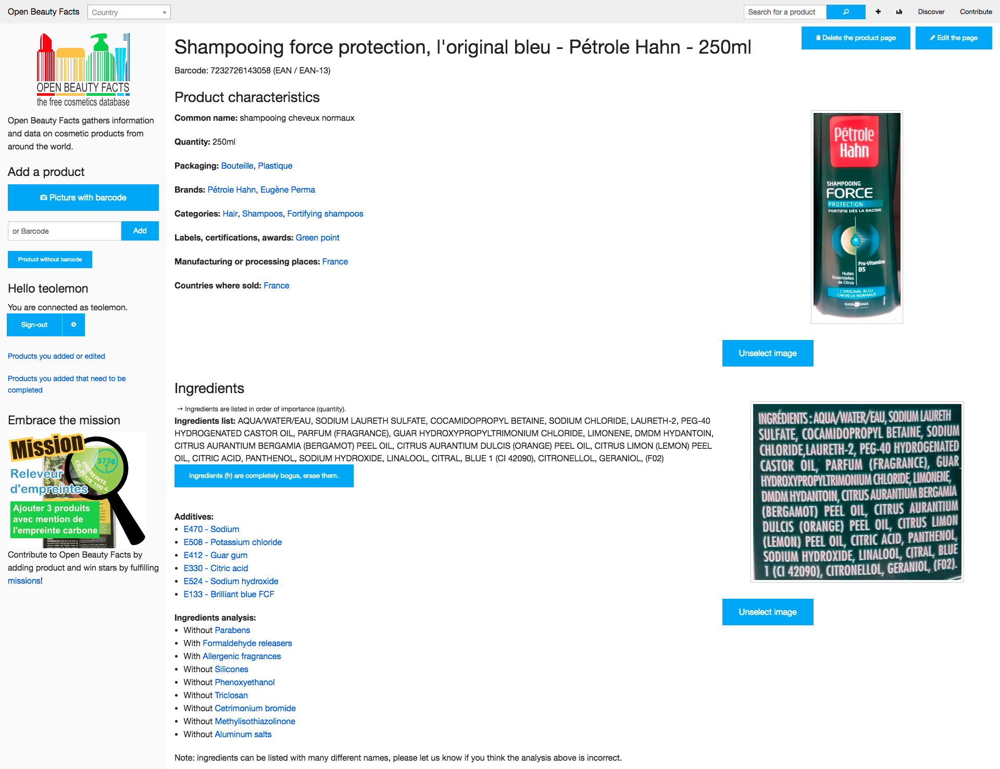 Open Beauty Facts
Country
Search for a product
Discover
Contribute
OPEN BEAUTY FACTS
the free cosmetics database
Open Beauty Facts gathers information
and data on cosmetic products from
around the world.
Add a product
Picture with barcode
or Barcode
Add
Product without barcode
Hello teolemon
You are connected as teolemon.
Sign-out
Products you added or edited
Products you added that need to be
completed
Embrace the mission
Mission
273g
EMPREINTE
CO₂ POUR 100 G
Releveur
d'empreintes
Ajouter 3 produits
avec mention de
l'empreinte carbone
Contribute to Open Beauty Facts by
adding product and win stars by fulfilling
missions!
Delete the product page
Edit the page
Shampooing force protection, l'original bleu - Pétrole Hahn - 250ml
Barcode: 7232726143058 (EAN / EAN-13)
Product characteristics
Common name: shampooing cheveux normaux
Quantity: 250ml
Packaging: Bouteille, Plastique
Brands: Pétrole Hahn, Eugène Perma
Categories: Hair, Shampoos, Fortifying shampoos
Labels, certifications, awards: Green point
Manufacturing or processing places: France
Countries where sold: France
Pétrole
Hahn
SHAMPOOING
FORCE
PROTECTION
FORTIFIE DÈS LA RACINE
Pro-Vitamine
B5
Huiles
Essentielles
de Citrus
L'ORIGINAL BLEU
CHEVEUX NORMAUX
EUGENE PERMA
PARIS
Unselect image
Ingredients
→ Ingredients are listed in order of importance (quantity).
Ingredients list: AQUA/WATER/EAU, SODIUM LAURETH SULFATE, COCAMIDOPROPYL BETAINE, SODIUM CHLORIDE, LAURETH-2, PEG-40
HYDROGENATED CASTOR OIL, PARFUM (FRAGRANCE), GUAR HYDROXYPROPYLTRIMONIUM CHLORIDE, LIMONENE, DMDM HYDANTOIN,
CITRUS AURANTIUM BERGAMIA (BERGAMOT) PEEL OIL, CITRUS AURANTIUM DULCIS (ORANGE) PEEL OIL, CITRUS LIMON (LEMON) PEEL
OIL, CITRIC ACID, PANTHENOL, SODIUM HYDROXIDE, LINALOOL, CITRAL, BLUE 1 (CI 42090), CITRONELLOL, GERANIOL, (F02)
Ingredients (fr) are completely bogus, erase them.
Additives:
• E470 - Sodium
• E508 - Potassium chloride
• E412 - Guar gum
• E330 - Citric acid
• E524 - Sodium hydroxide
• E133 - Brilliant blue FCF
Ingredients analysis:
• Without Parabens
• With Formaldehyde releasers
• With Allergenic fragrances
• Without Silicones
• Without Phenoxyethanol
• Without Triclosan
• Without Cetrimonium bromide
• Without Methylisothiazolinone
• Without Aluminum salts
Note: ingredients can be listed with many different names, please let us know if you think the analysis above is incorrect.
INGRÉDIENTS : AQUA/WATER/EAU, SODIUM LAURETH
SULFATE, COCAMIDOPROPYL BETAINE, SODIUM
CHLORIDE, LAURETH-2, PEG-40 HYDROGENATED
CASTOR OIL, PARFUM (FRAGRANCE), GUAR
HYDROXYPROPYLTRIMONIUM CHLORIDE, LIMONENE,
DMDM HYDANTOIN, CITRUS AURANTIUM BERGAMIA
(BERGAMOT) PEEL OIL, CITRUS AURANTIUM
DULCIS (ORANGE) PEEL OIL, CITRUS LIMON
(LEMON) PEEL OIL, CITRIC ACID, PANTHENOL,
SODIUM HYDROXIDE, LINALOOL, CITRAL, BLUE
1 (CI 42090), CITRONELLOL, GERANIOL, (F02).
Unselect image